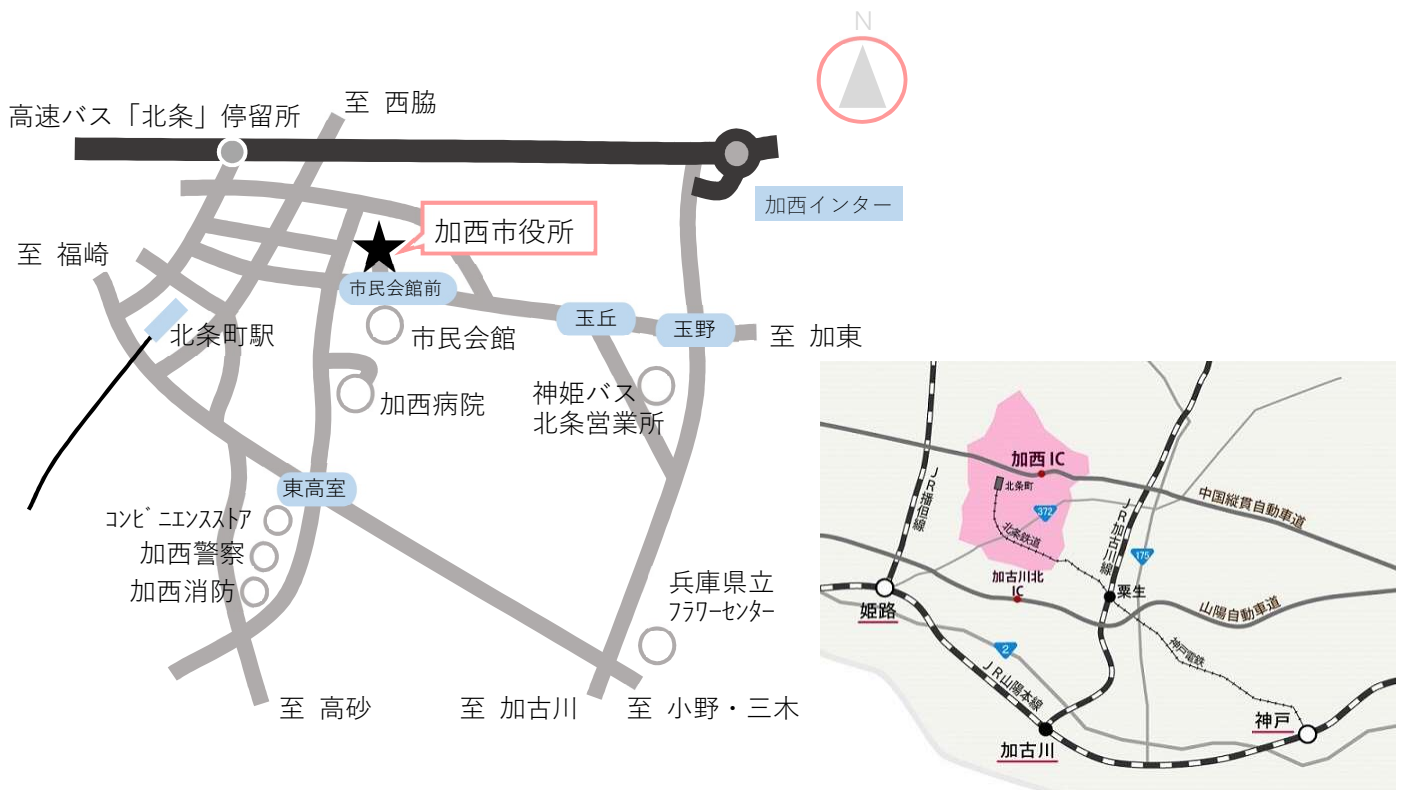 N
至 西脇
高速バス「北条」停留所
加西インター
加西市役所
至 福崎
市民会館前
玉丘
玉野
至 加東
北条町駅
市民会館
神姫バス
北条営業所
加西病院
東高室
コンビニエンスストア
加西警察
加西消防
兵庫県立
フラワーセンター
至 高砂
至 加古川
至 小野・三木
加西IC
JR播但線
北条町
中国縦貫自動車道
372
JR加古川線
北条鉄道
175
加古川北
IC
粟生
姫路
山陽自動車道
2
神戸電鉄
JR山陽本線
神戸
加古川